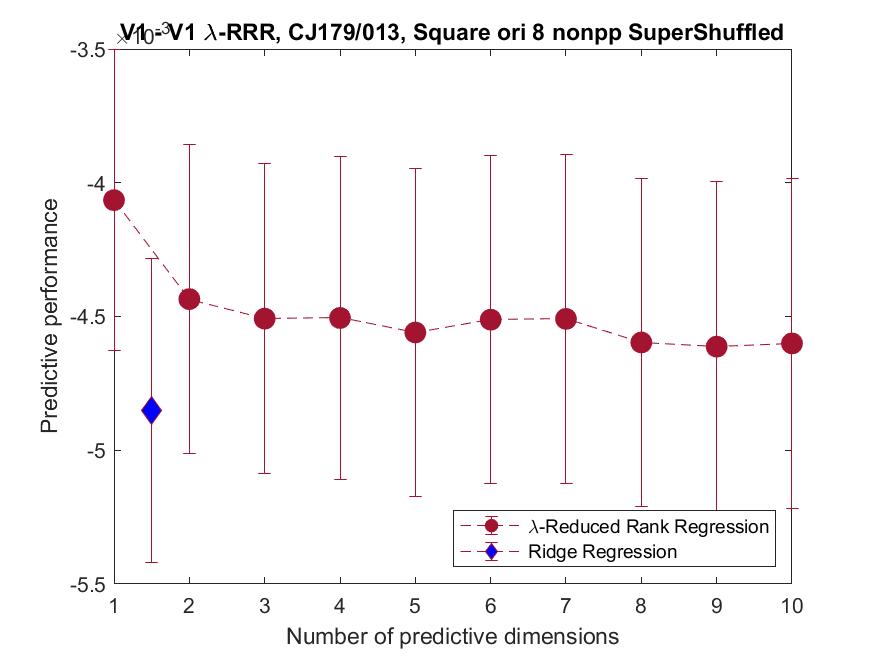 V1 - V1 λ-RRR, CJ179/013, Square ori 8 nonpp SuperShuffled
×10-3
-3.5
-4
-4.5
-5
-5.5
Predictive performance
1 2 3 4 5 6 7 8 9 10
Number of predictive dimensions
λ-Reduced Rank Regression
Ridge Regression